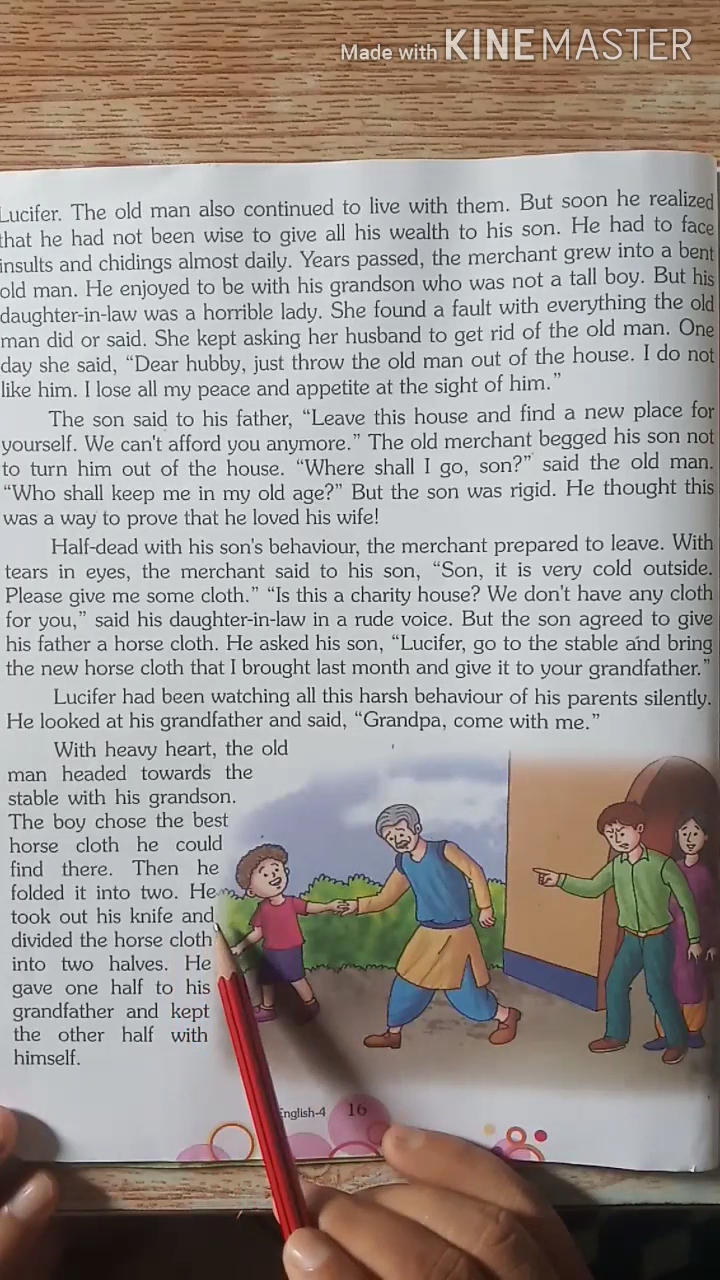 Made with KINEMASTER
Lucifer. The old man also continued to live with them. But soon he realized
that he had not been wise to give all his wealth to his son. He had to face
insults and chidings almost daily. Years passed, the merchant grew into a bent
old man. He enjoyed to be with his grandson who was not a tall boy. But his
daughter-in-law was a horrible lady. She found a fault with everything the old
man did or said. She kept asking her husband to get rid of the old man. One
day she said, “Dear hubby, just throw the old man out of the house. I do not
like him. I lose all my peace and appetite at the sight of him.”
The son said to his father, “Leave this house and find a new place for
yourself. We can't afford you anymore.” The old merchant begged his son not
to turn him out of the house. “Where shall I go, son?” said the old man.
“Who shall keep me in my old age?” But the son was rigid. He thought this
was a way to prove that he loved his wife!
Half-dead with his son's behaviour, the merchant prepared to leave. With
tears in eyes, the merchant said to his son, “Son, it is very cold outside.
Please give me some cloth.” “Is this a charity house? We don't have any cloth
for you,” said his daughter-in-law in a rude voice. But the son agreed to give
his father a horse cloth. He asked his son, “Lucifer, go to the stable and bring
the new horse cloth that I brought last month and give it to your grandfather.”
Lucifer had been watching all this harsh behaviour of his parents silently.
He looked at his grandfather and said, “Grandpa, come with me.”
With heavy heart, the old
man headed towards the
stable with his grandson.
The boy chose the best
horse cloth he could
find there. Then he
folded it into two. He
took out his knife and
divided the horse cloth
into two halves. He
gave one half to his
grandfather and kept
the other half with
himself.
English-4 16